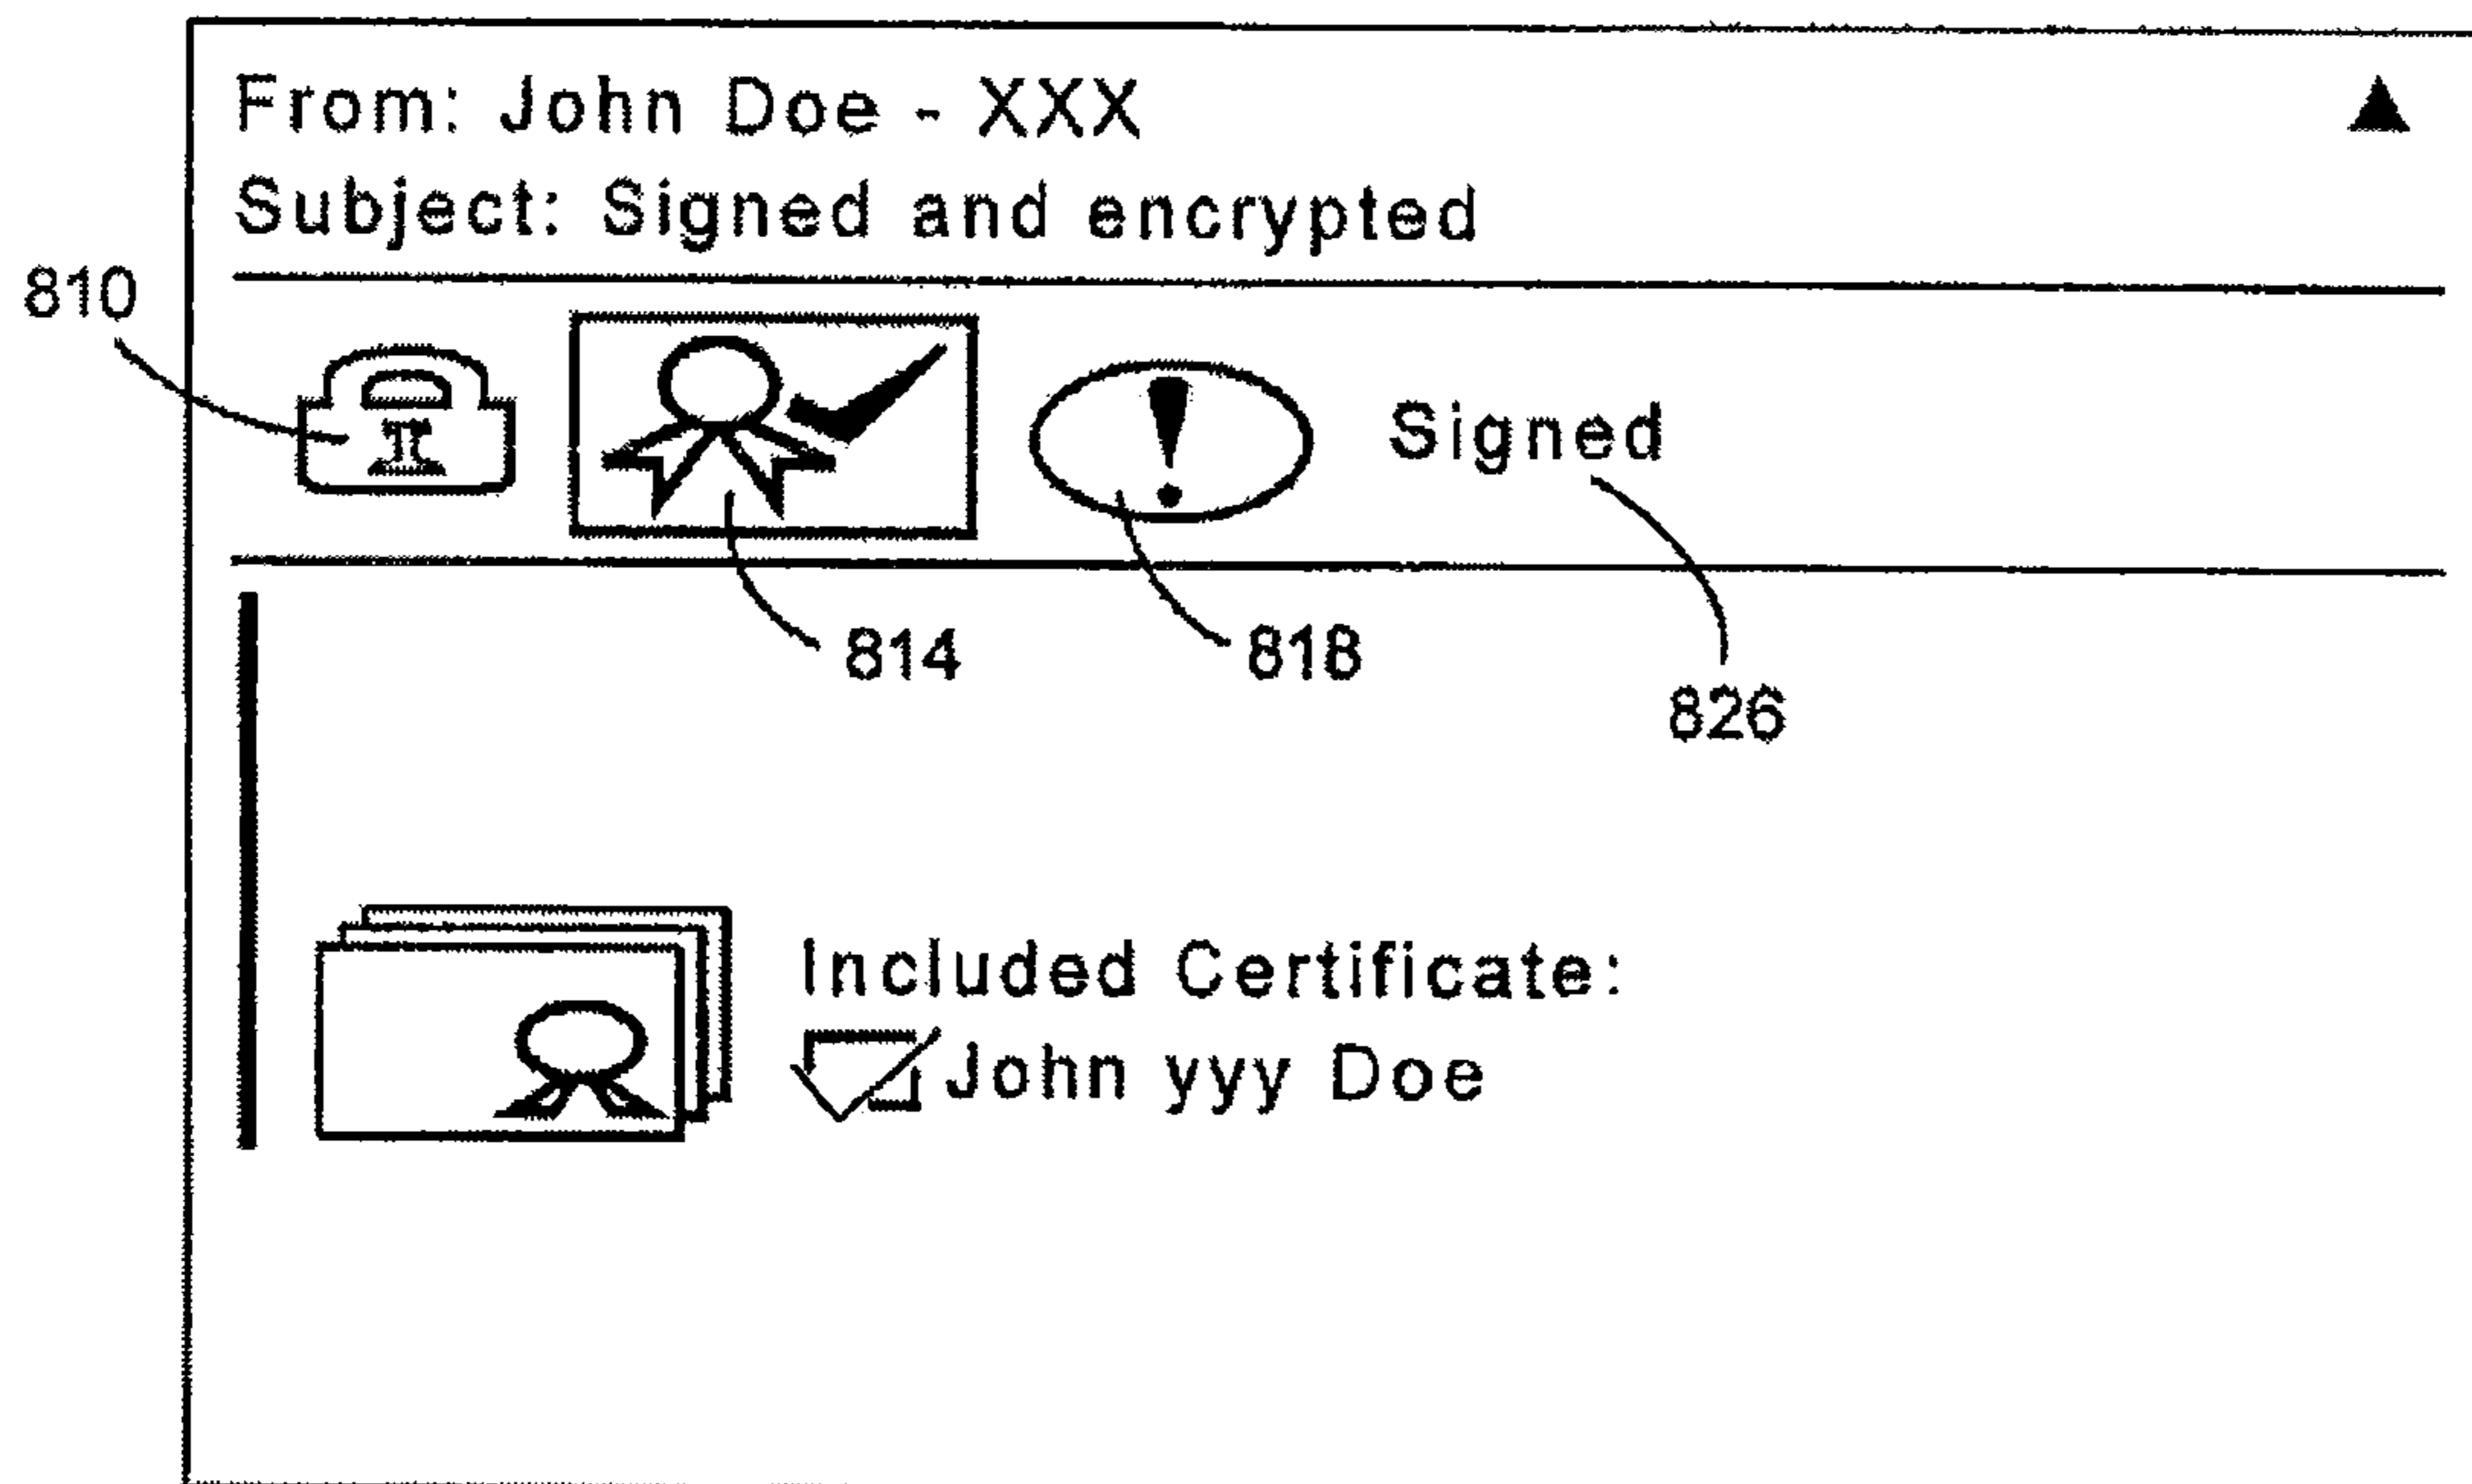 From: John Doe - XXX
Subject: Signed and encrypted
810
Signed
814
818
826
Included Certificate:
John yyy Doe